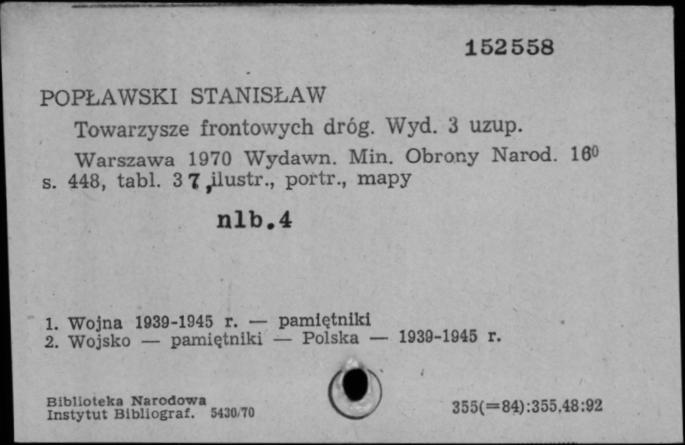 152558
POPŁAWSKI STANISŁAW
Towarzysze frontowych dróg. Wyd. 3 uzup.
Warszawa 1970 Wydawn. Min. Obrony Narod. 16⁰
s. 448, tabl. 37, ilustr., portr., mapy
nlb.4
1. Wojna 1939-1945 r. — pamiętniki
2. Wojsko — pamiętniki — Polska — 1939-1945 r.
Biblioteka Narodowa
Instytut Bibliograf. 5430/70
355(=84):355.48:92